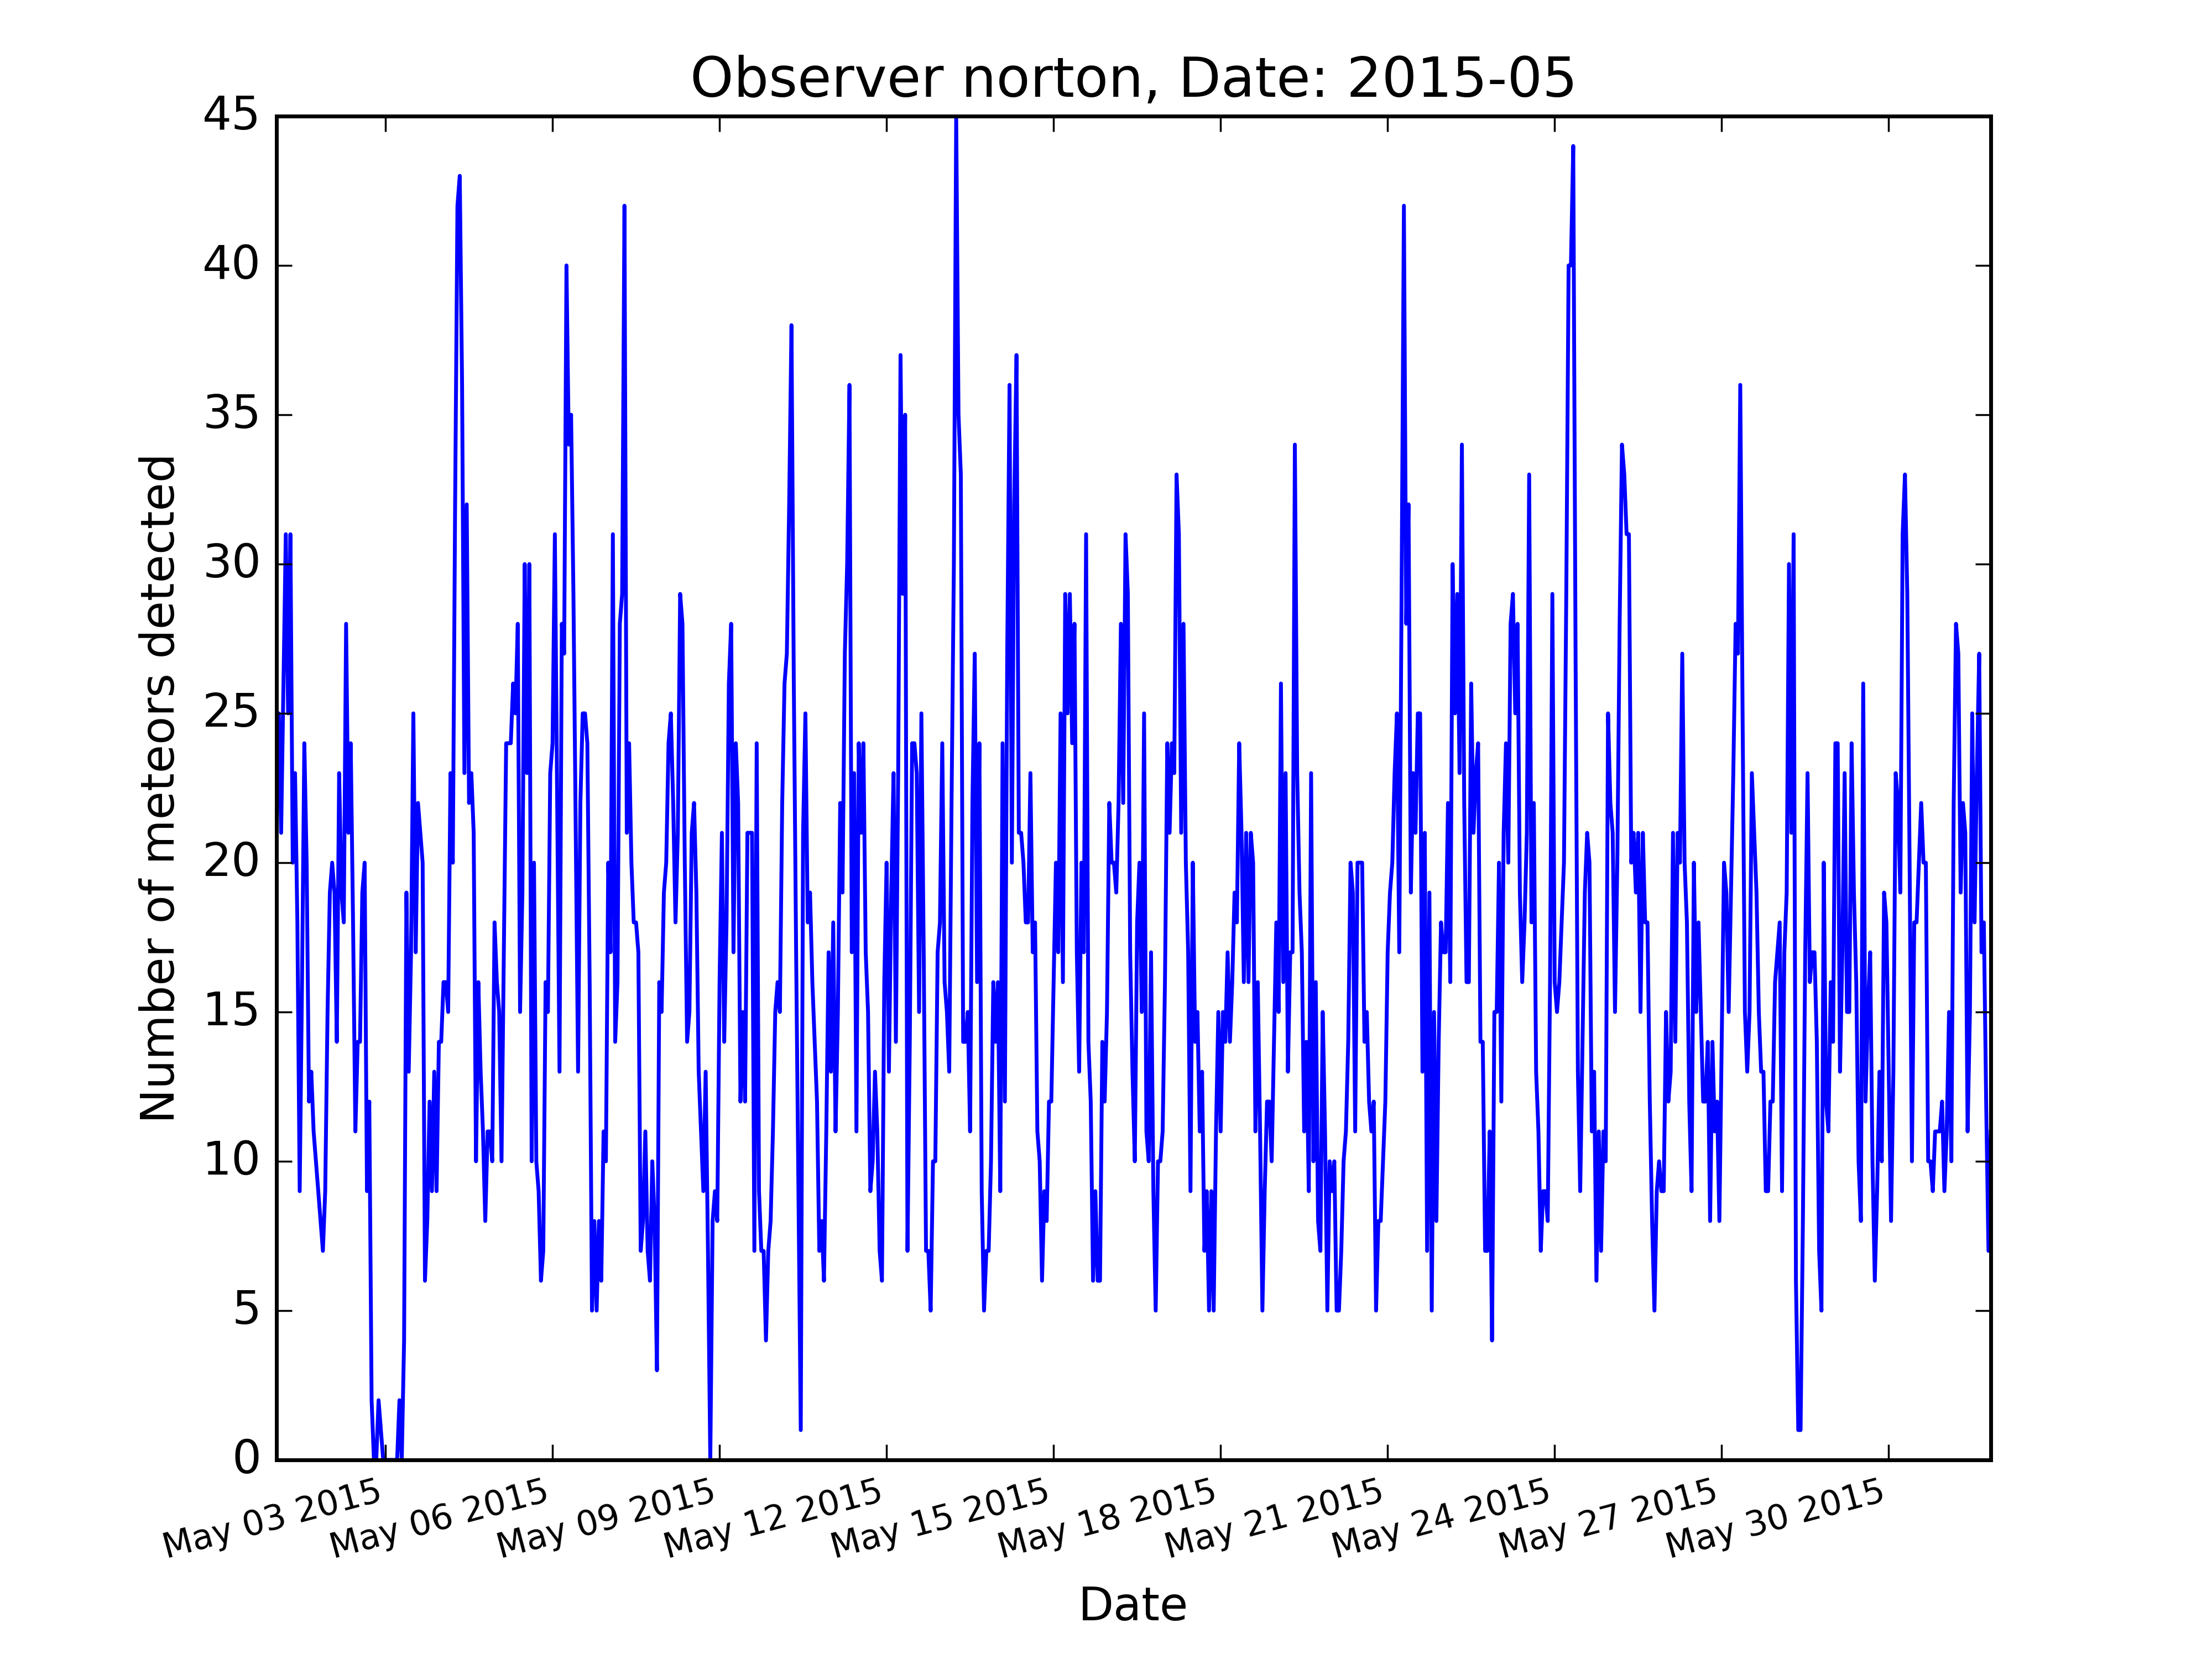 Observer norton, Date: 2015-05
45
40
35
30
25
20
15
10
5
0
Number of meteors detected
May 03 2015
May 06 2015
May 09 2015
May 12 2015
May 15 2015
May 18 2015
May 21 2015
May 24 2015
May 27 2015
May 30 2015
Date